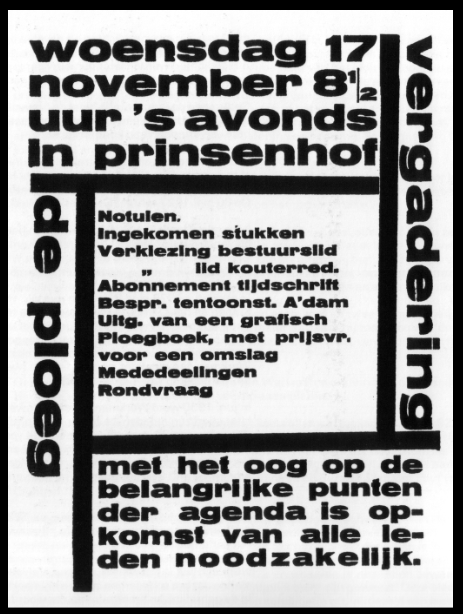 woensdag 17
november 8½
uur 's avonds
in prinsenhof
vergadering
de ploeg
Notulen.
Ingekomen stukken
Verkiezing bestuurslid
„ lid kouterred.
Abonnement tijdschrift
Bespr. tentoonst. A'dam
Uitg. van een grafisch
Ploegboek, met prijsvr.
voor een omslag
Mededeelingen
Rondvraag
met het oog op de
belangrijke punten
der agenda is op-
komst van alle le-
den noodzakelijk.